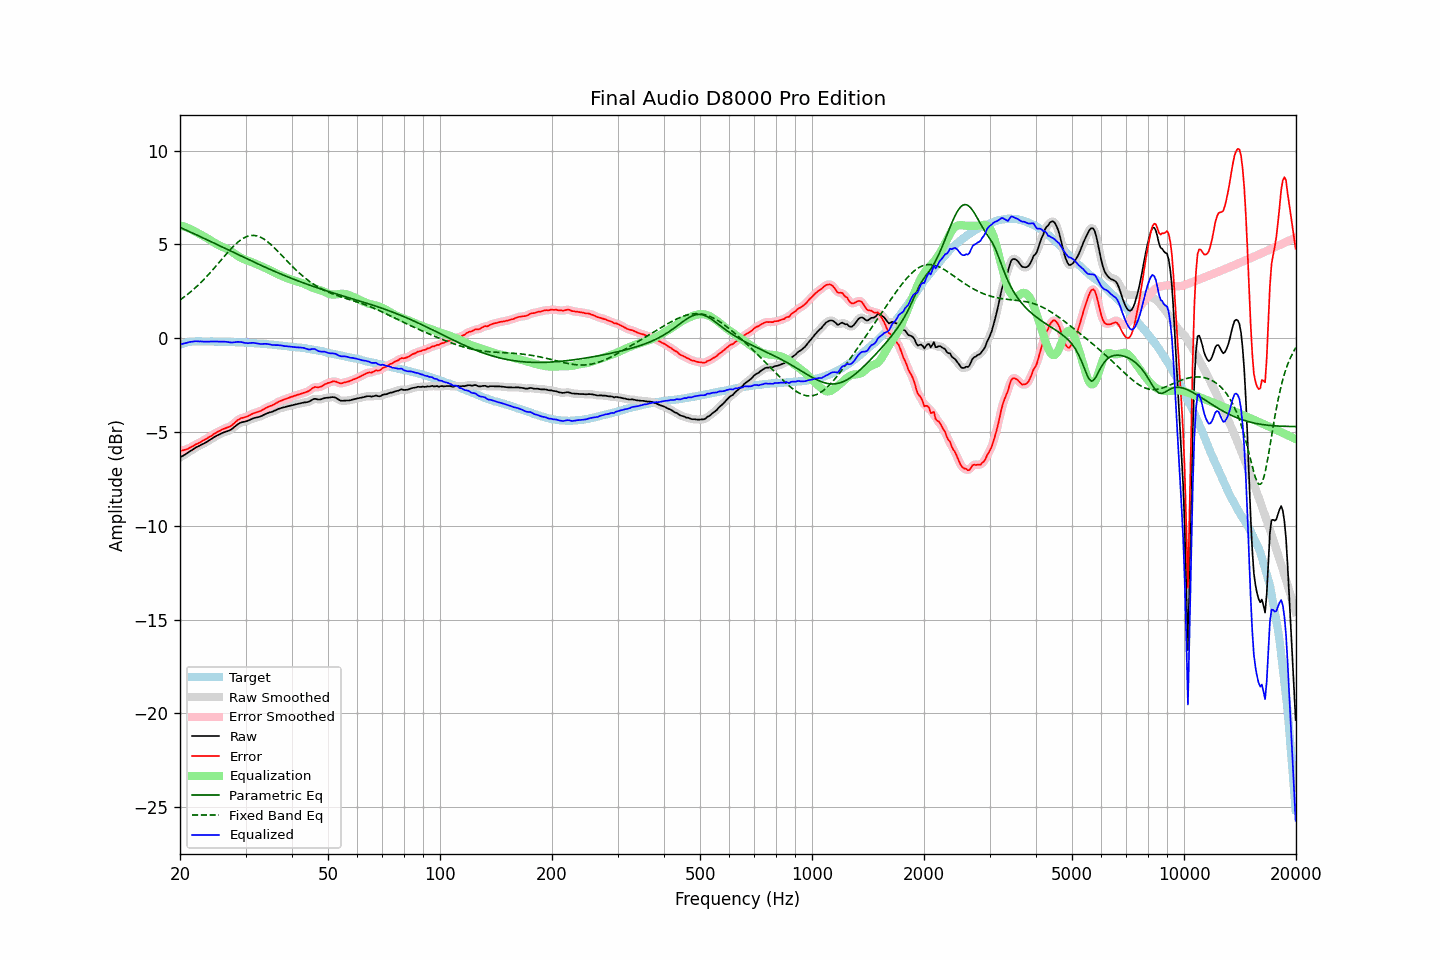 Final Audio D8000 Pro Edition
Amplitude (dBr)
10
5
0
−5
−10
−15
−20
−25
Target
Raw Smoothed
Error Smoothed
Raw
Error
Equalization
Parametric Eq
Fixed Band Eq
Equalized
20 50 100 200 500 1000 2000 5000 10000 20000
Frequency (Hz)